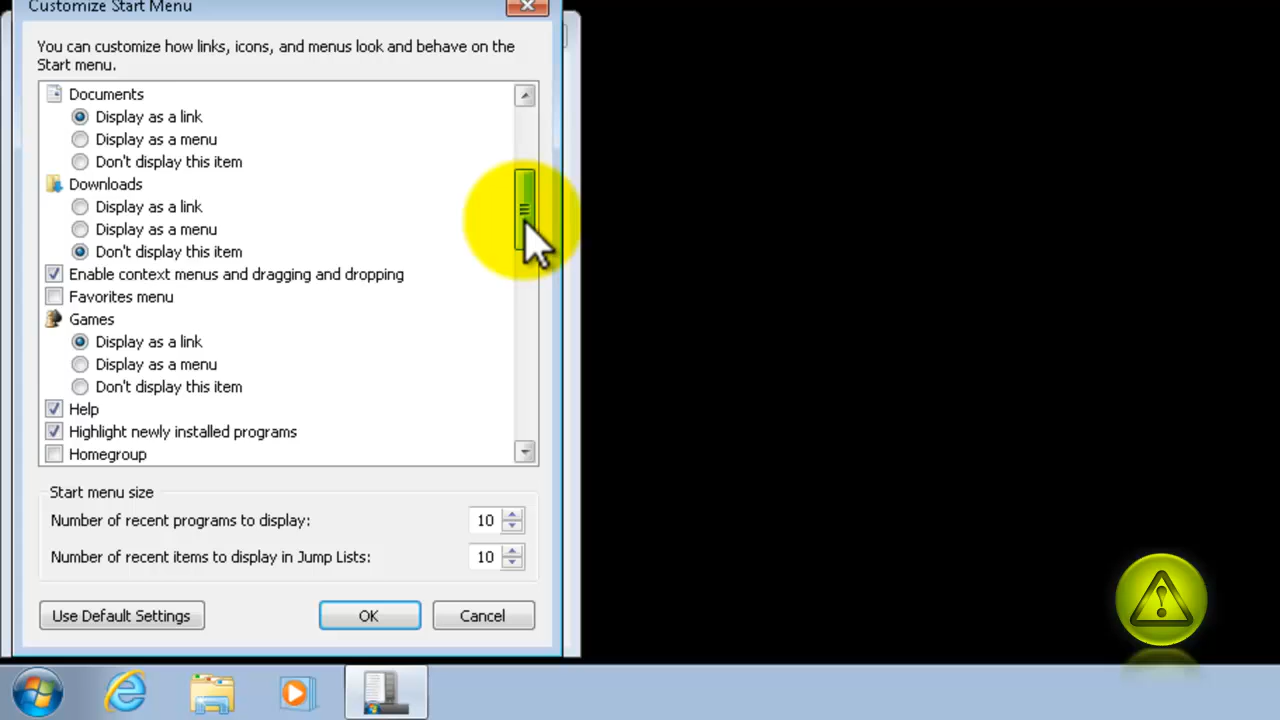 Customize Start Menu
You can customize how links, icons, and menus look and behave on the
Start menu.
Documents
Display as a link
Display as a menu
Don't display this item
Downloads
Display as a link
Display as a menu
Don't display this item
Enable context menus and dragging and dropping
Favorites menu
Games
Display as a link
Display as a menu
Don't display this item
Help
Highlight newly installed programs
Homegroup
Start menu size
Number of recent programs to display: 10
Number of recent items to display in Jump Lists: 10
Use Default Settings OK Cancel